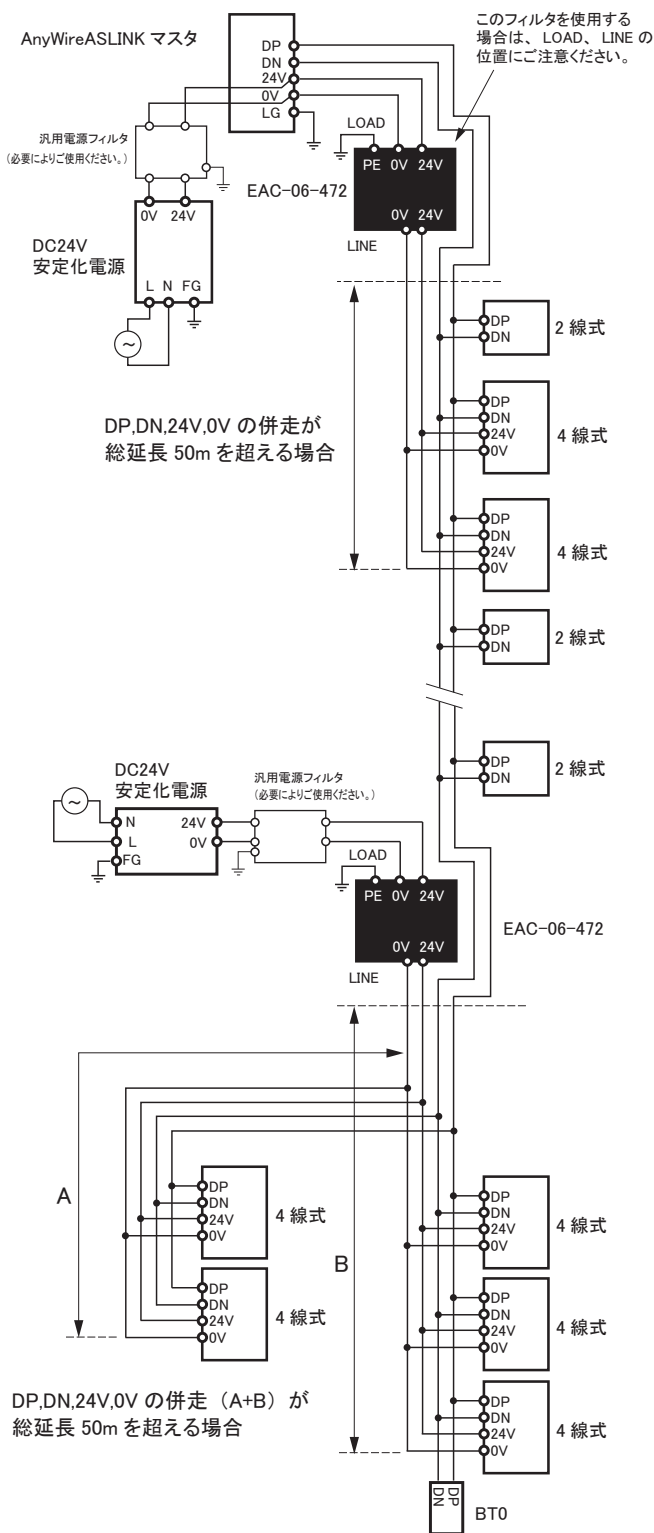 このフィルタを使用する
場合は、LOAD、LINE の
位置にご注意ください。
AnyWireASLINK マスタ
DP
DN
24V
0V
LG
汎用電源フィルタ
(必要によりご使用ください。)
LOAD
PE 0V 24V
EAC-06-472
0V 24V
LINE
0V 24V
DC24V
安定化電源
L N FG
~
DP
DN
2 線式
DP,DN,24V,0V の併走が
総延長 50m を超える場合
DP
DN
24V
0V
4 線式
DP
DN
24V
0V
4 線式
DP
DN
2 線式
DP
DN
2 線式
DC24V
安定化電源
~
N
L
FG
24V
0V
汎用電源フィルタ
(必要によりご使用ください。)
LOAD
PE 0V 24V
EAC-06-472
0V 24V
LINE
A
DP
DN
24V
0V
4 線式
DP
DN
24V
0V
4 線式
B
DP
DN
24V
0V
4 線式
DP
DN
24V
0V
4 線式
DP
DN
24V
0V
4 線式
DP,DN,24V,0V の併走(A+B)が
総延長 50m を超える場合
DP
DN
BT0